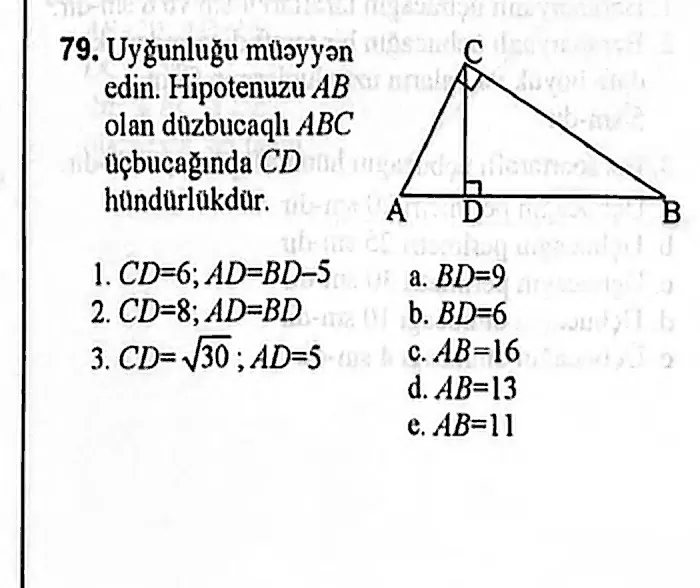 79. Uyğunluğu müəyyən
edin. Hipotenuzu AB
olan düzbucaqlı ABC
üçbucağında CD
hündürlükdür.
C
A D B
1. CD=6; AD=BD–5
2. CD=8; AD=BD
3. CD=√30 ; AD=5
a. BD=9
b. BD=6
c. AB=16
d. AB=13
e. AB=11